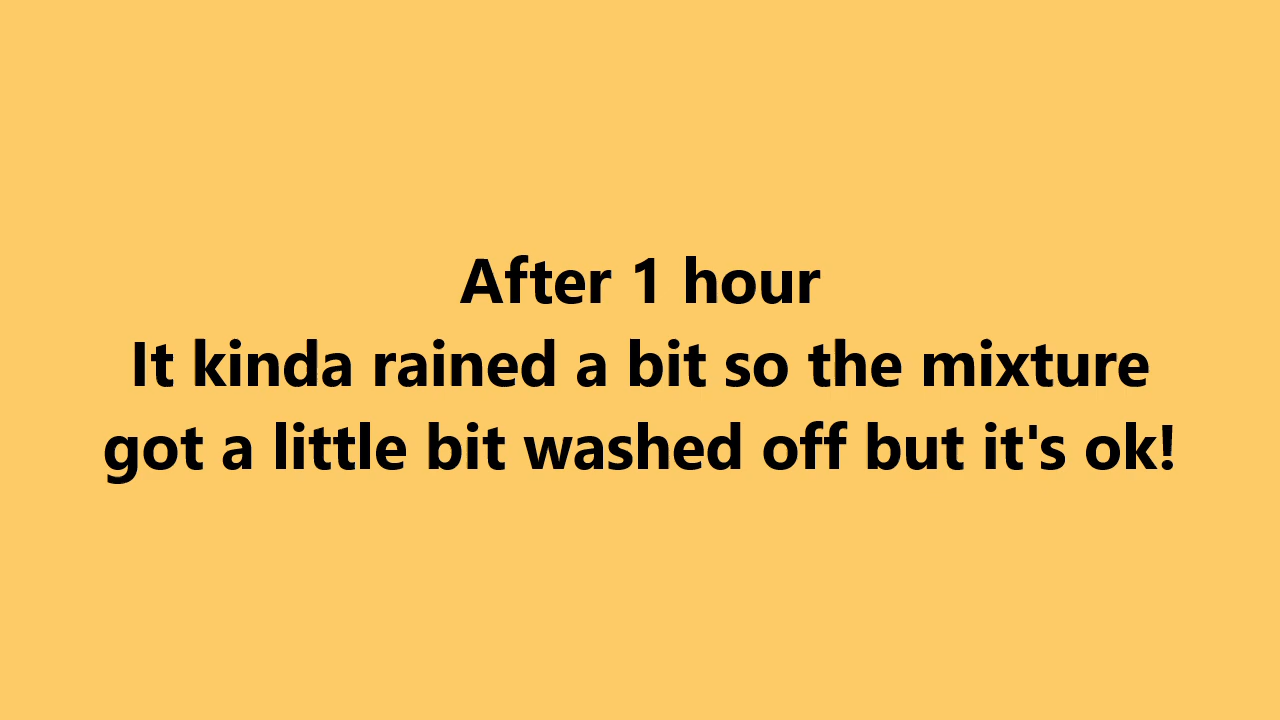 After 1 hour
It kinda rained a bit so the mixture
got a little bit washed off but it's ok!